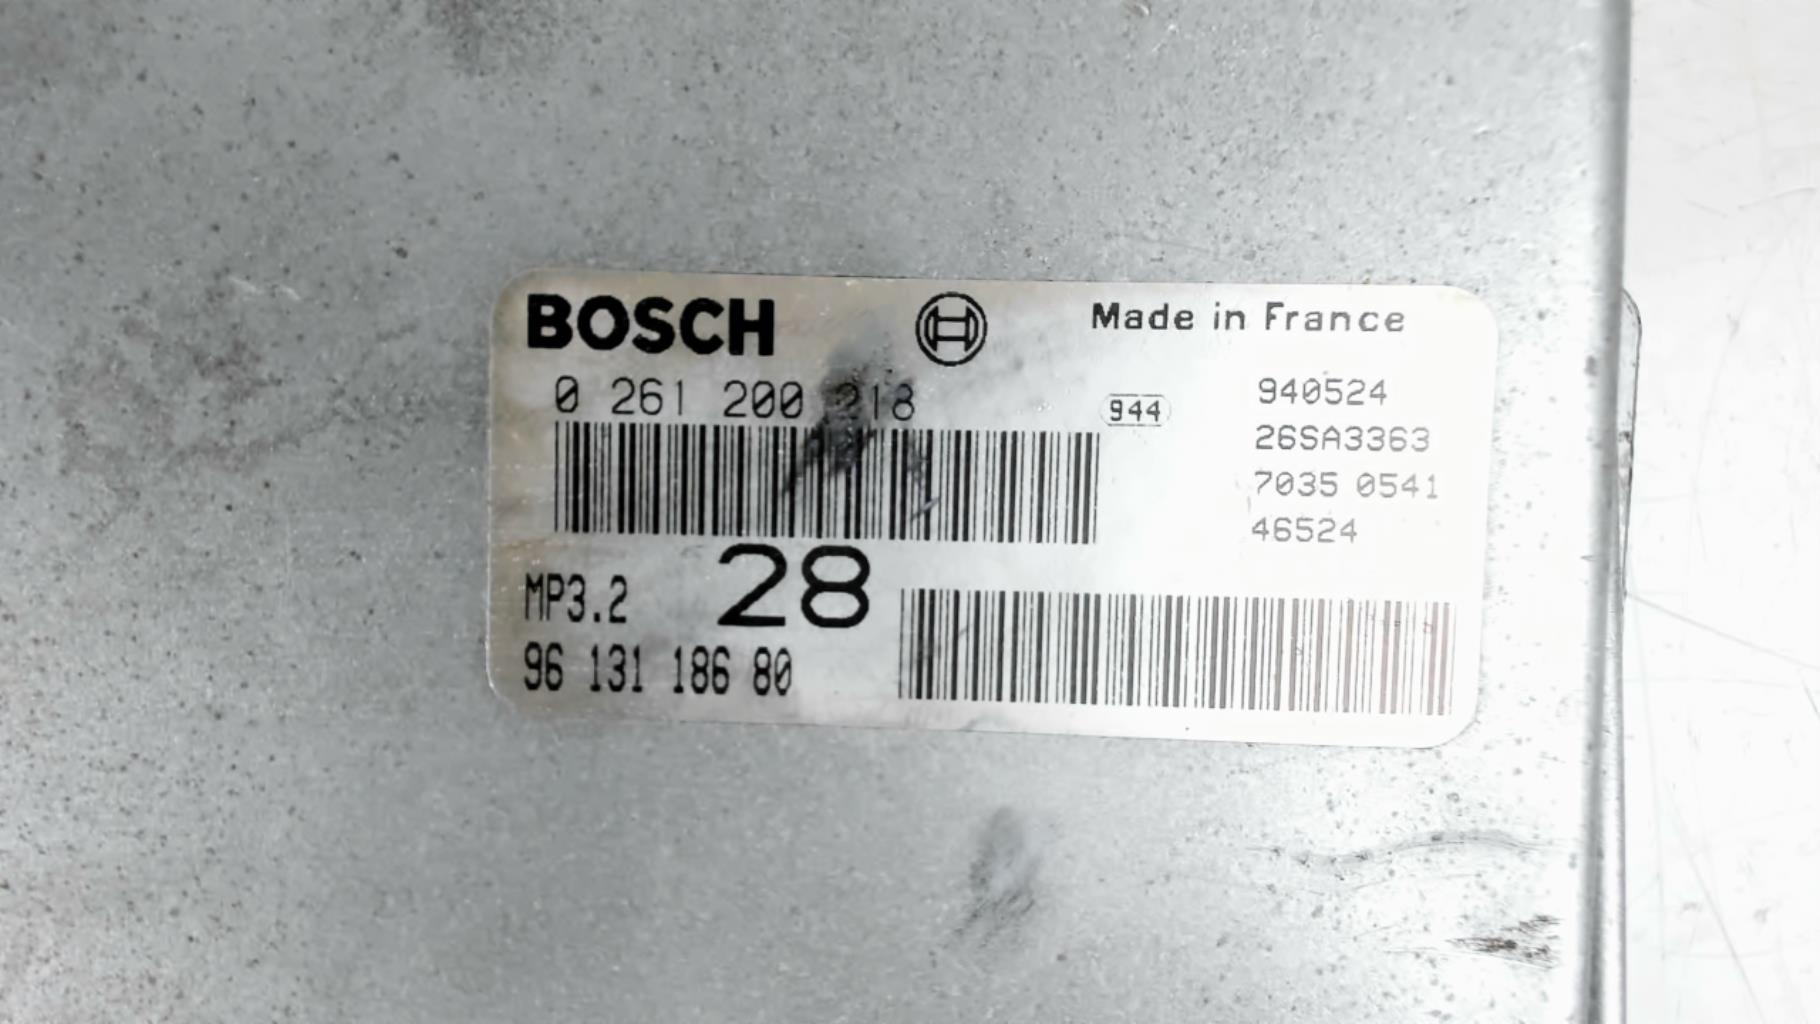 BOSCH
Made in France
0 261 200 218
944
940524
26SA3363
7035 0541
46524
MP3.2
28
96 131 186 80